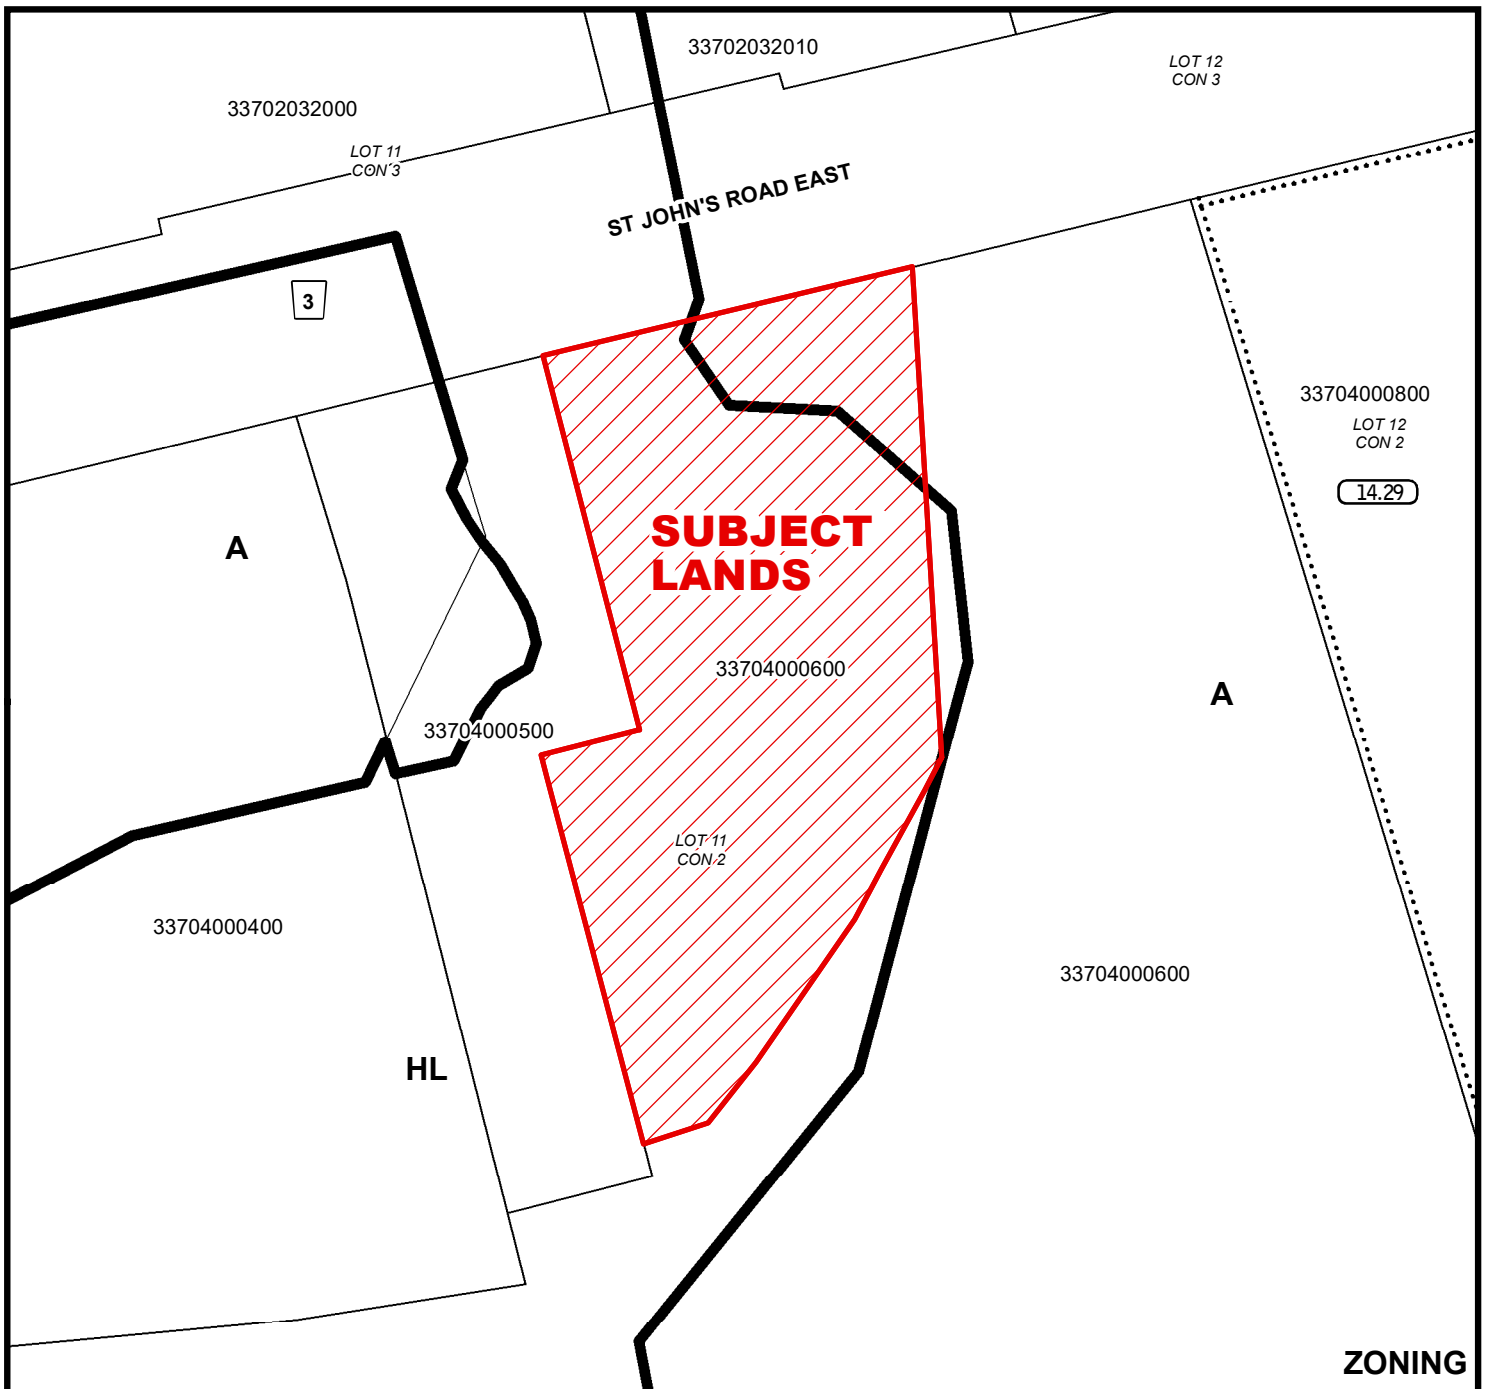 33702032010
LOT 12
CON 3
33702032000
LOT 11
CON 3
ST JOHN'S ROAD EAST
3
33704000800
LOT 12
CON 2
14.29
A
SUBJECT
LANDS
33704000600
A
33704000500
LOT 11
CON 2
33704000400
33704000600
HL
ZONING